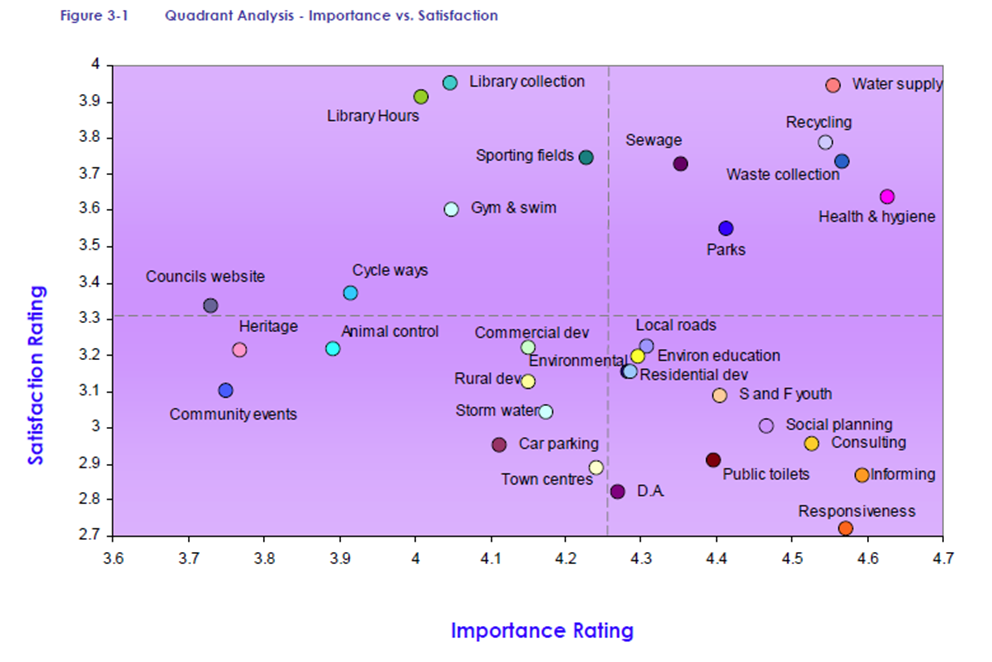 Figure 3-1 Quadrant Analysis - Importance vs. Satisfaction
4
Library collection
Water supply
3.9
Library Hours
Recycling
3.8
Sewage
Sporting fields
3.7
Waste collection
3.6
Gym & swim
Health & hygiene
3.5
Parks
3.4
Councils website
Cycle ways
3.3
Heritage
Animal control
Commercial dev
Local roads
3.2
Environmental
Environ education
Rural dev
Residential dev
3.1
S and F youth
Community events
Storm water
3
Social planning
Car parking
Consulting
2.9
Town centres
Public toilets
Informing
2.8
D.A.
Responsiveness
2.7
3.6 3.7 3.8 3.9 4 4.1 4.2 4.3 4.4 4.5 4.6 4.7
Satisfaction Rating
Importance Rating